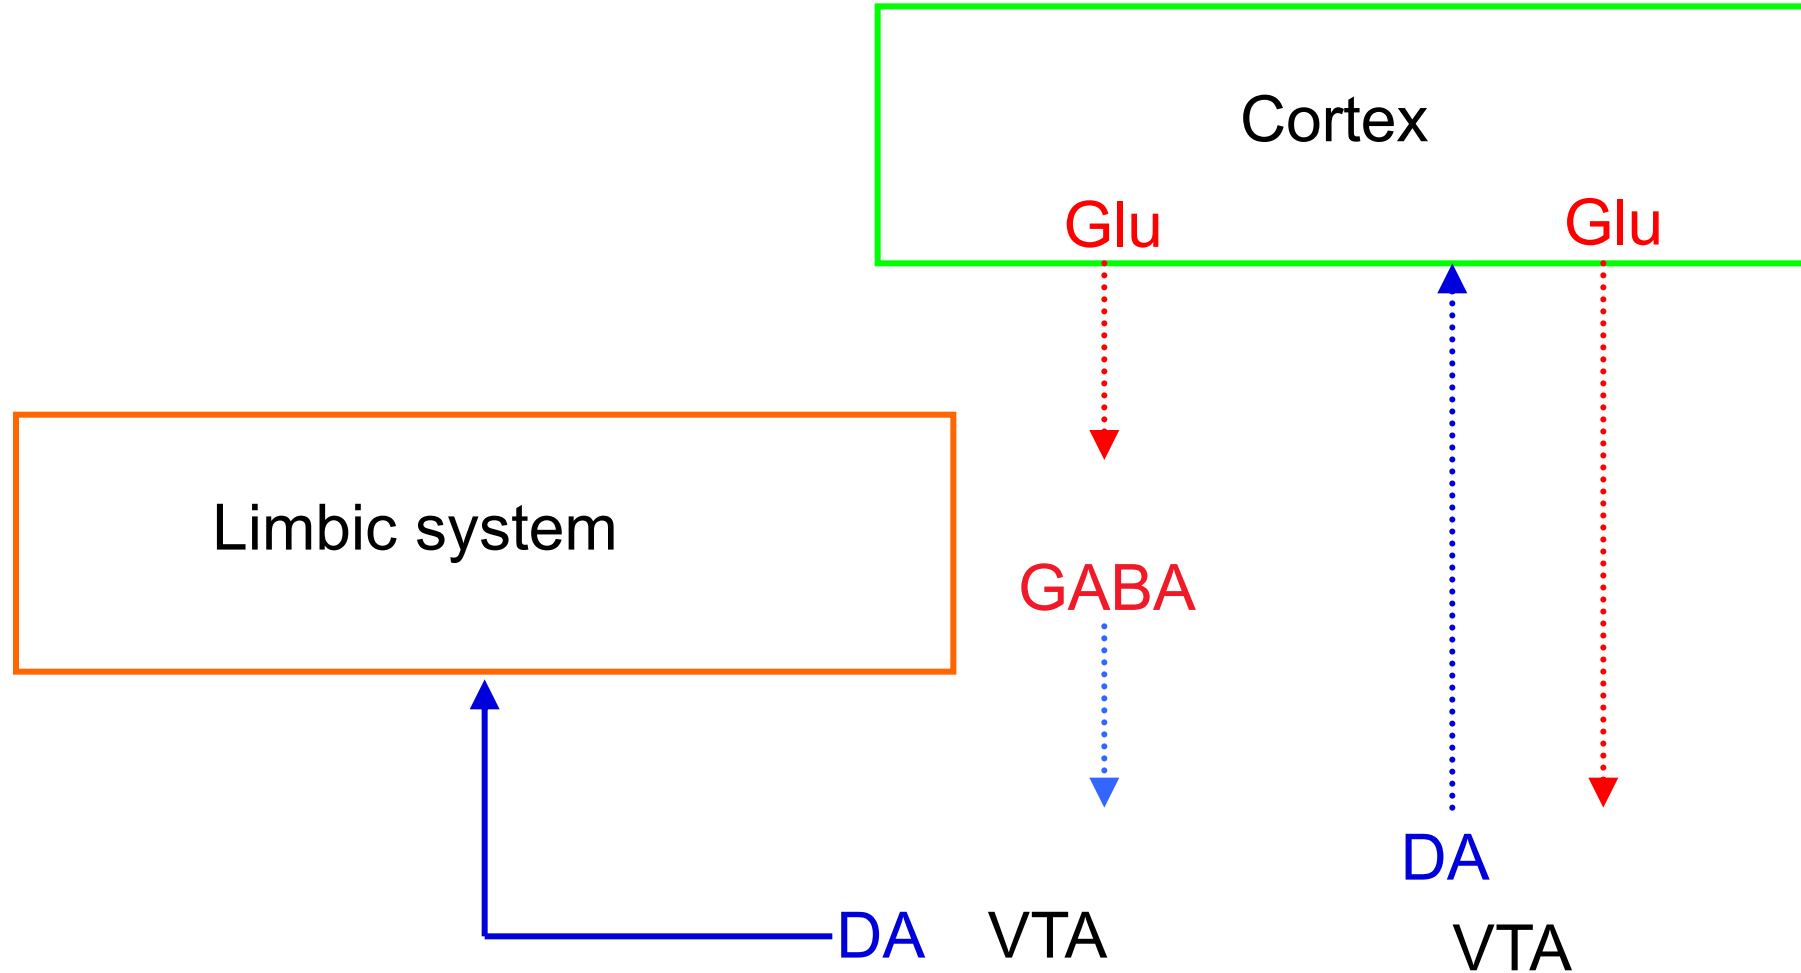 Cortex
Glu Glu
Limbic system
GABA
DA
DA VTA
VTA